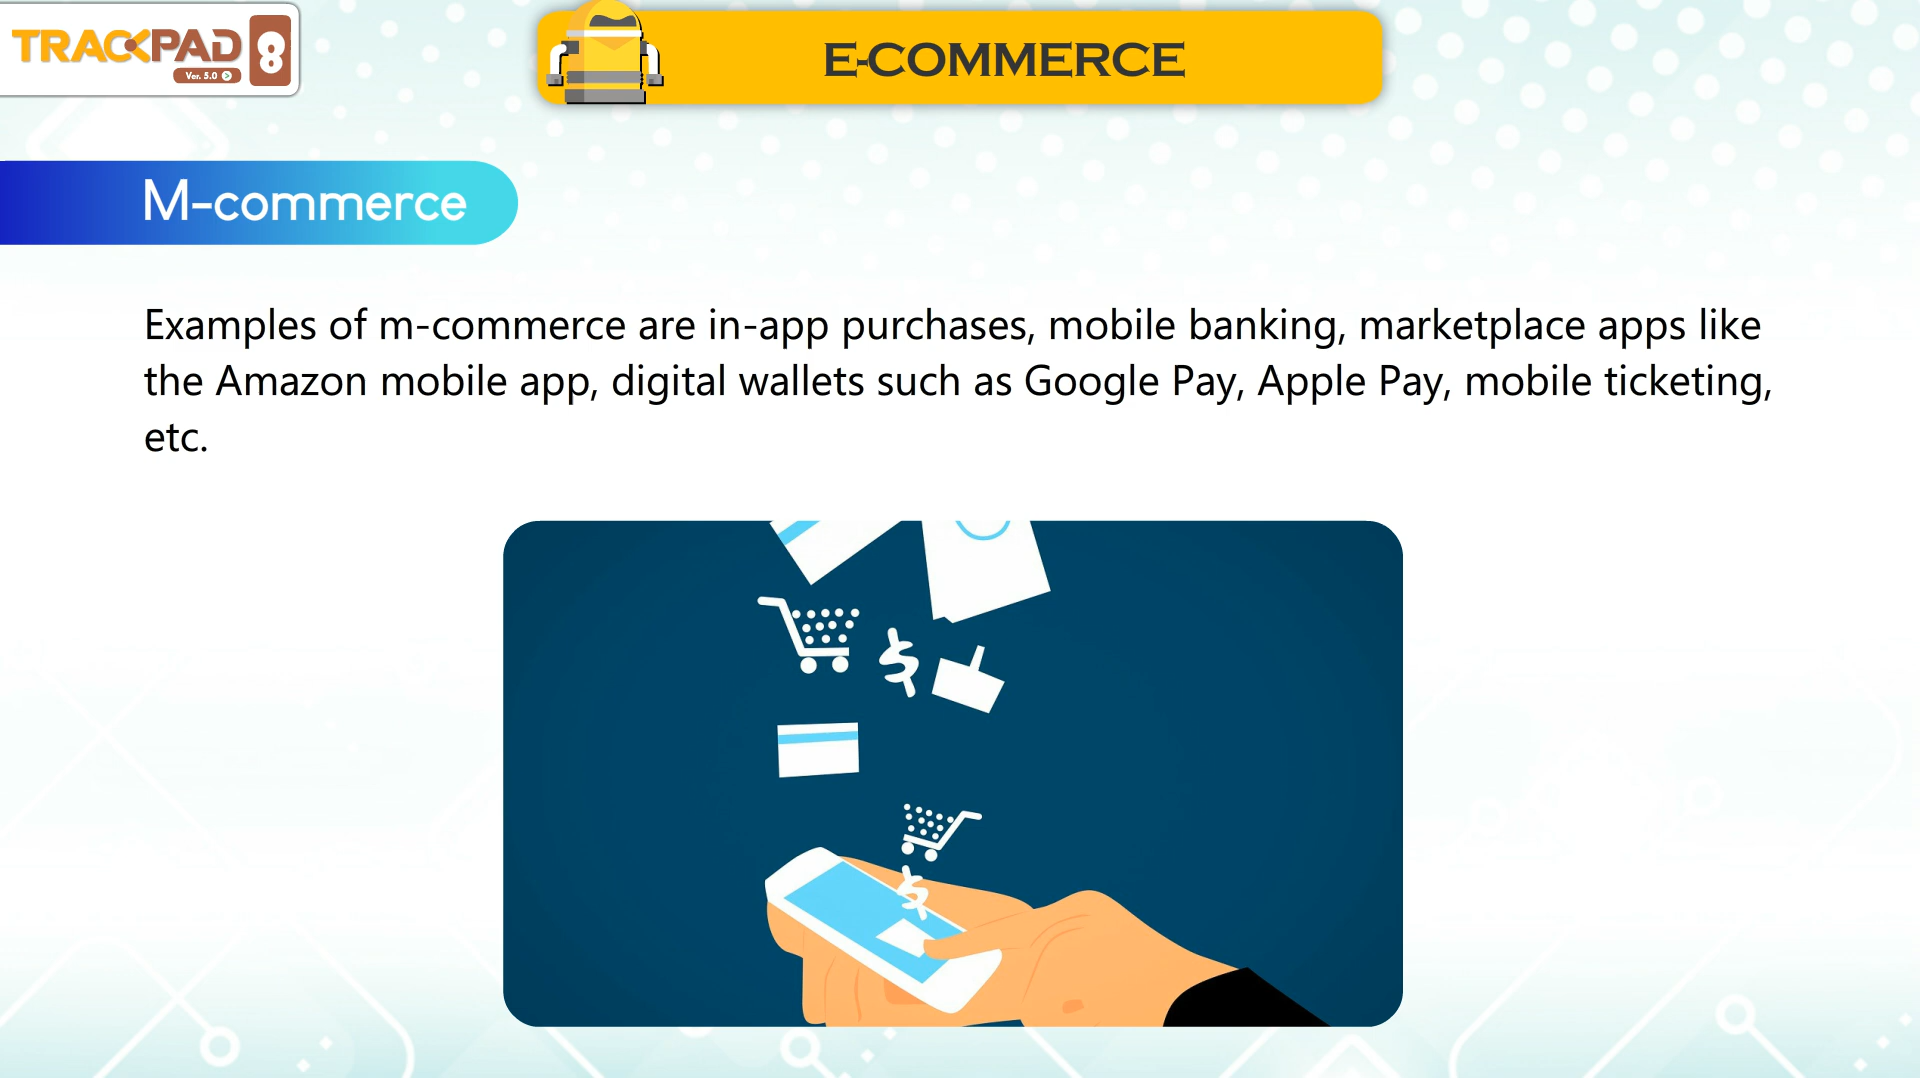 TRACKPAD 8
Ver. 5.0
E-COMMERCE
M-commerce
Examples of m-commerce are in-app purchases, mobile banking, marketplace apps like
the Amazon mobile app, digital wallets such as Google Pay, Apple Pay, mobile ticketing,
etc.
$
$